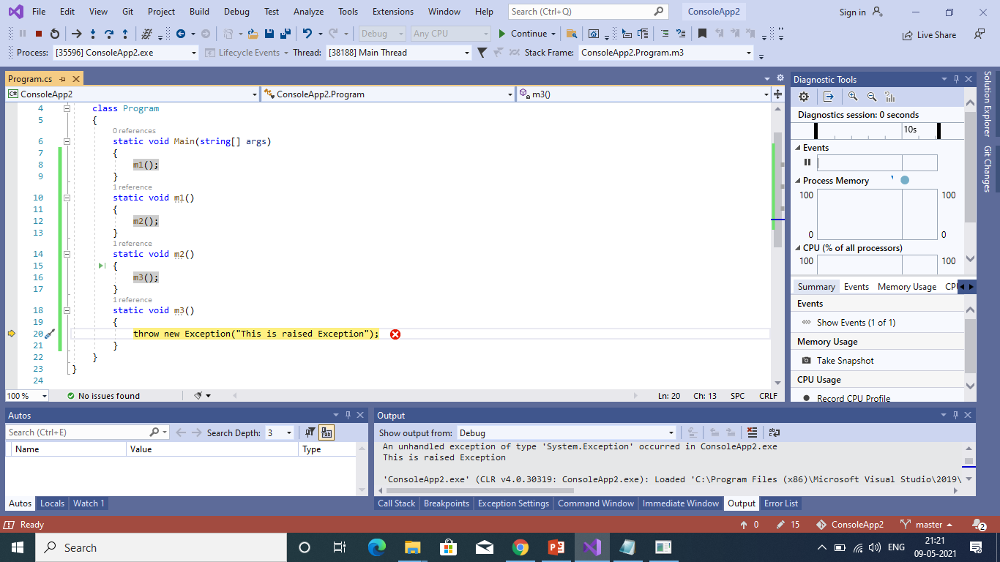 File Edit View Git Project Build Debug Test Analyze Tools Extensions Window Help Search (Ctrl+Q) ConsoleApp2 Sign in
Debug Any CPU Continue Live Share
Process: [35596] ConsoleApp2.exe Lifecycle Events Thread: [38188] Main Thread Stack Frame: ConsoleApp2.Program.m3
Program.cs
C# ConsoleApp2 ConsoleApp2.Program m3()
4 class Program
5 {
0 references
6 static void Main(string[] args)
7 {
8 m1();
9 }
1 reference
10 static void m1()
11 {
12 m2();
13 }
1 reference
14 static void m2()
15 {
16 m3();
17 }
1 reference
18 static void m3()
19 {
20 throw new Exception("This is raised Exception");
21 }
22 }
23 }
24
100 % No issues found Ln: 20 Ch: 13 SPC CRLF
Diagnostic Tools
Diagnostics session: 0 seconds
10s
Events
Process Memory
100 100
0 0
CPU (% of all processors)
100 100
Summary Events Memory Usage CPU
Events
Show Events (1 of 1)
Memory Usage
Take Snapshot
CPU Usage
Record CPU Profile
Solution Explorer
Git Changes
Autos
Search (Ctrl+E) Search Depth: 3
Name Value Type
Autos Locals Watch 1
Output
Show output from: Debug
An unhandled exception of type 'System.Exception' occurred in ConsoleApp2.exe
This is raised Exception
'ConsoleApp2.exe' (CLR v4.0.30319: ConsoleApp2.exe): Loaded 'C:\Program Files (x86)\Microsoft Visual Studio\2019\
Call Stack Breakpoints Exception Settings Command Window Immediate Window Output Error List
Ready 0 15 ConsoleApp2 master 2
Search ENG 21:21
09-05-2021